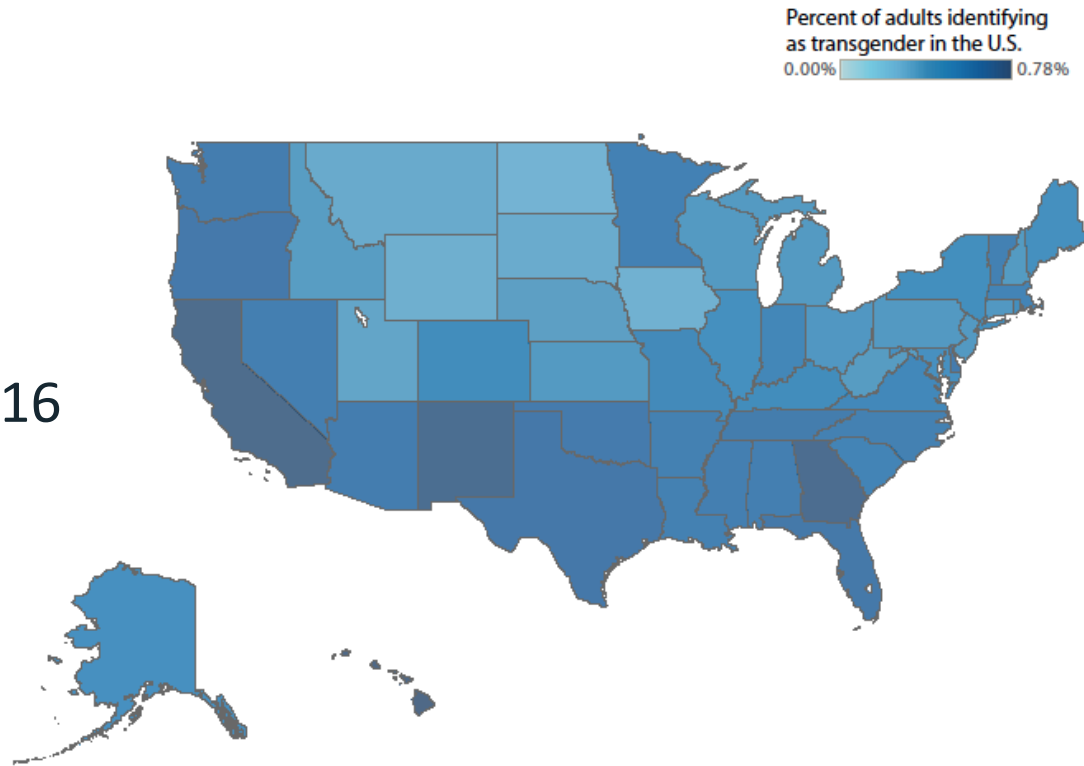 Percent of adults identifying
as transgender in the U.S.
0.00% 0.78%
16